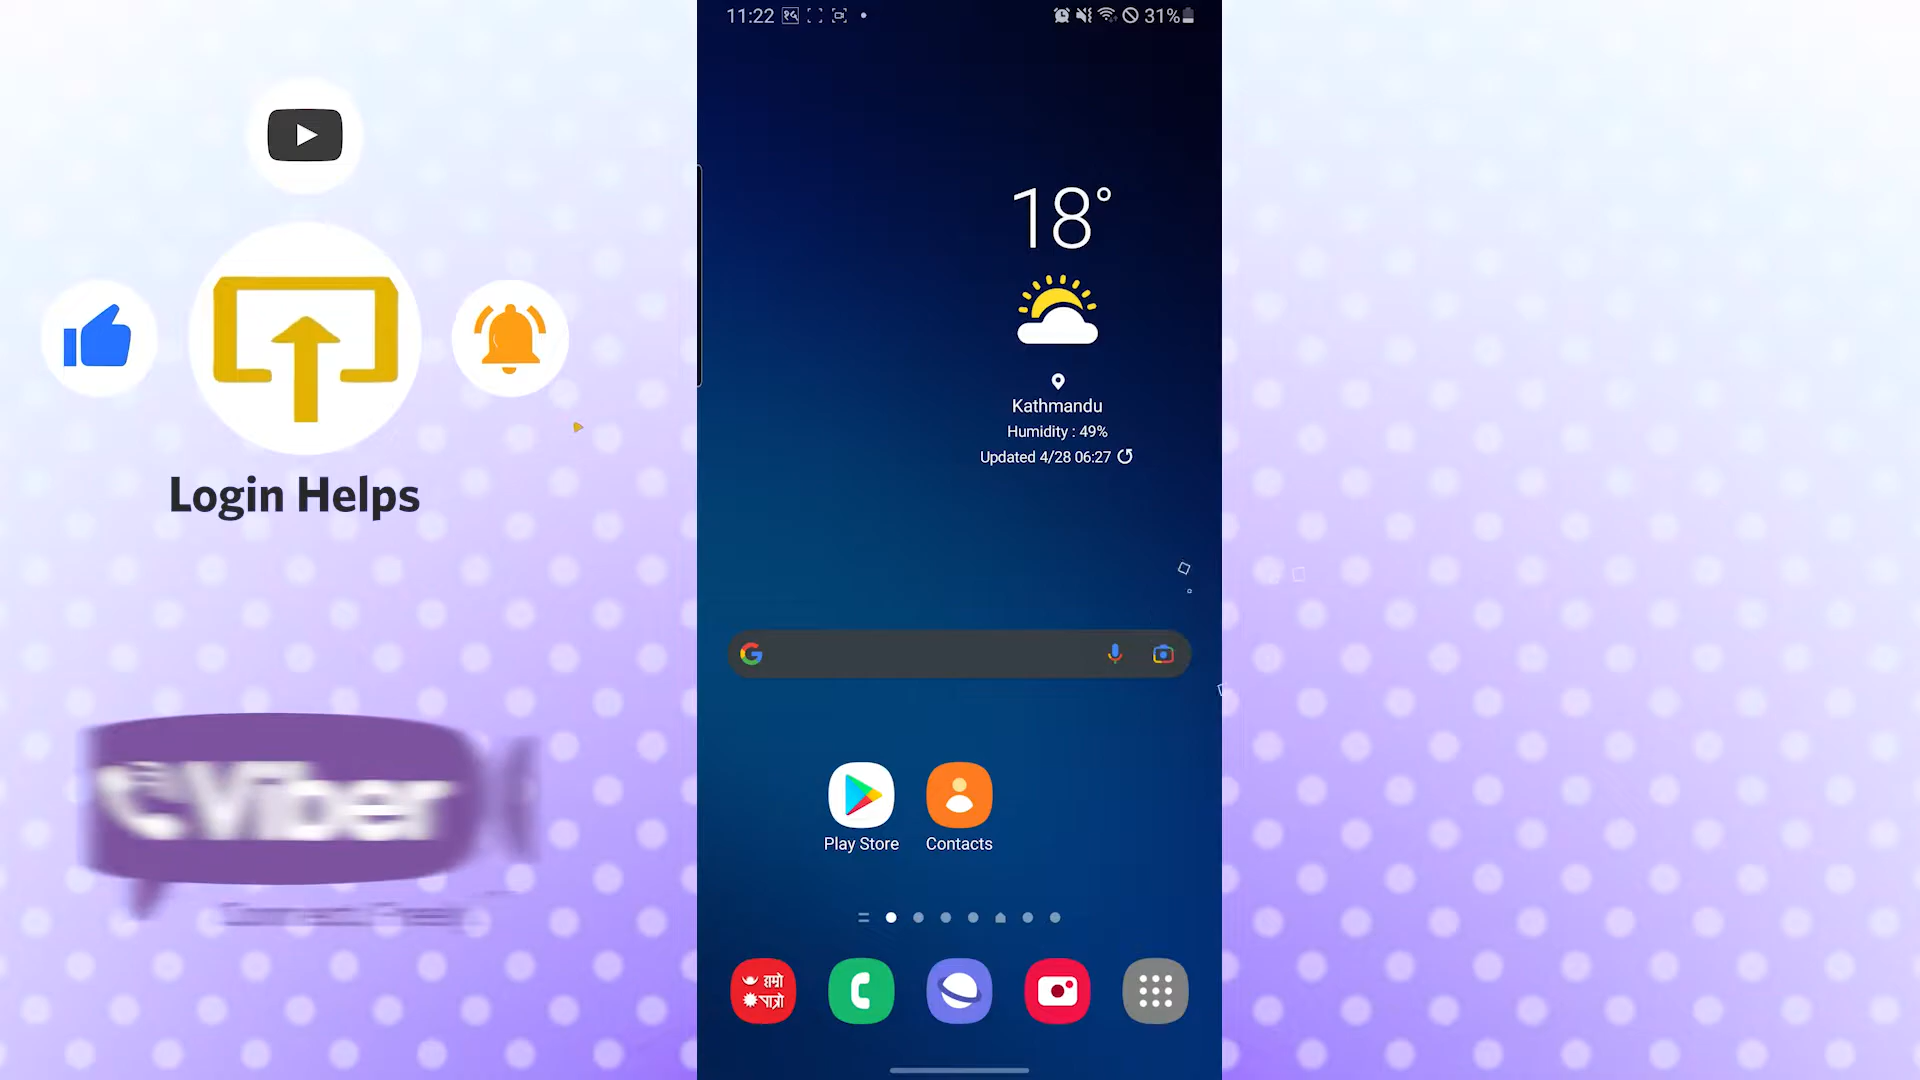 11:22
31%
18°
Kathmandu
Humidity : 49%
Updated 4/28 06:27
Login Helps
Viber
Play Store
Contacts
हाम्रो
पात्रो